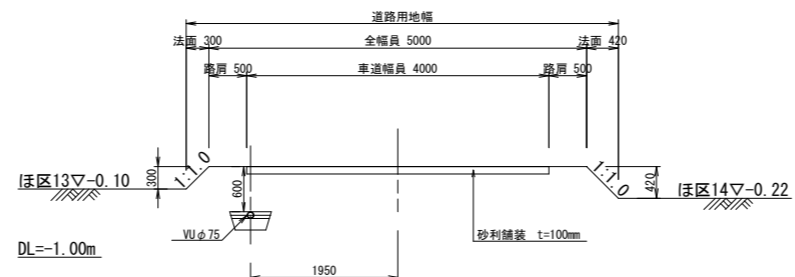 道路用地幅
法面 300 全幅員 5000 法面 420
路肩 500 車道幅員 4000 路肩 500
1:1.0 1:1.0
ほ区13▽-0.10 300 600 420 ほ区14▽-0.22
VUφ75 砂利舗装 t=100mm
DL=-1.00m
1950